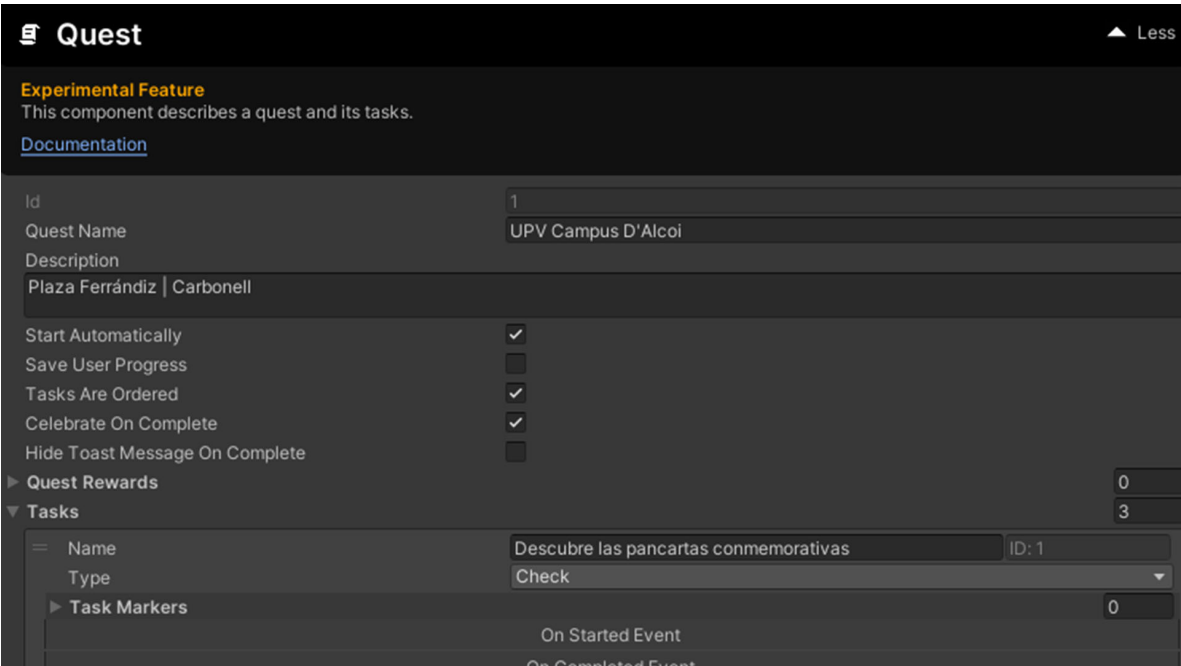 Quest
Less
Experimental Feature
This component describes a quest and its tasks.
Documentation
Id 1
Quest Name UPV Campus D'Alcoi
Description
Plaza Ferrándiz | Carbonell
Start Automatically
Save User Progress
Tasks Are Ordered
Celebrate On Complete
Hide Toast Message On Complete
Quest Rewards 0
Tasks 3
Name Descubre las pancartas conmemorativas ID: 1
Type Check
Task Markers 0
On Started Event
On Completed Event